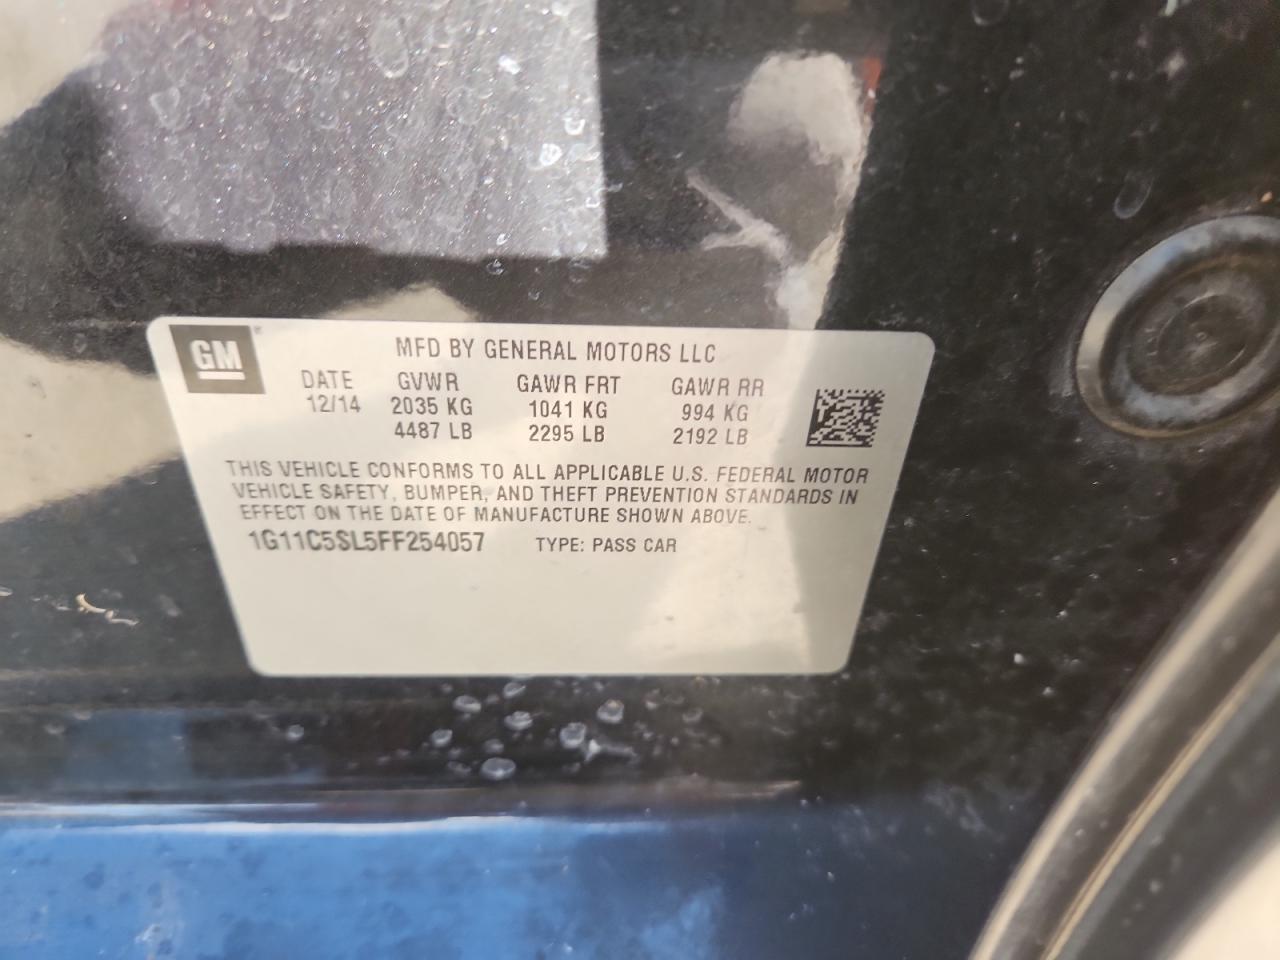 GM
MFD BY GENERAL MOTORS LLC
DATE GVWR GAWR FRT GAWR RR
12/14 2035 KG 1041 KG 994 KG
4487 LB 2295 LB 2192 LB
THIS VEHICLE CONFORMS TO ALL APPLICABLE U.S. FEDERAL MOTOR
VEHICLE SAFETY, BUMPER, AND THEFT PREVENTION STANDARDS IN
EFFECT ON THE DATE OF MANUFACTURE SHOWN ABOVE.
1G11C5SL5FF254057 TYPE: PASS CAR